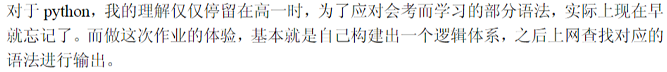 对于 python，我的理解仅仅停留在高一时，为了应对会考而学习的部分语法，实际上现在早
就忘记了。而做这次作业的体验，基本就是自己构建出一个逻辑体系，之后上网查找对应的
语法进行输出。